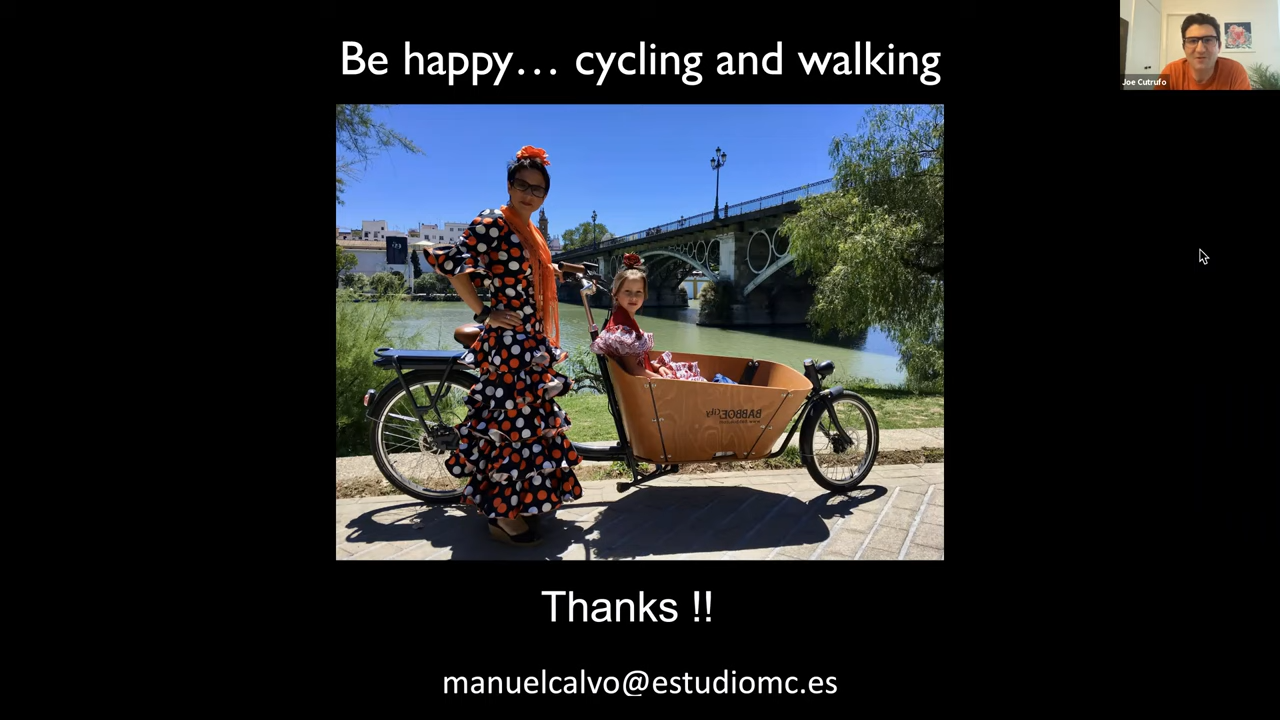 Be happy... cycling and walking
Joe Cutrufo
BABBOE City
Thanks !!
manuelcalvo@estudiomc.es